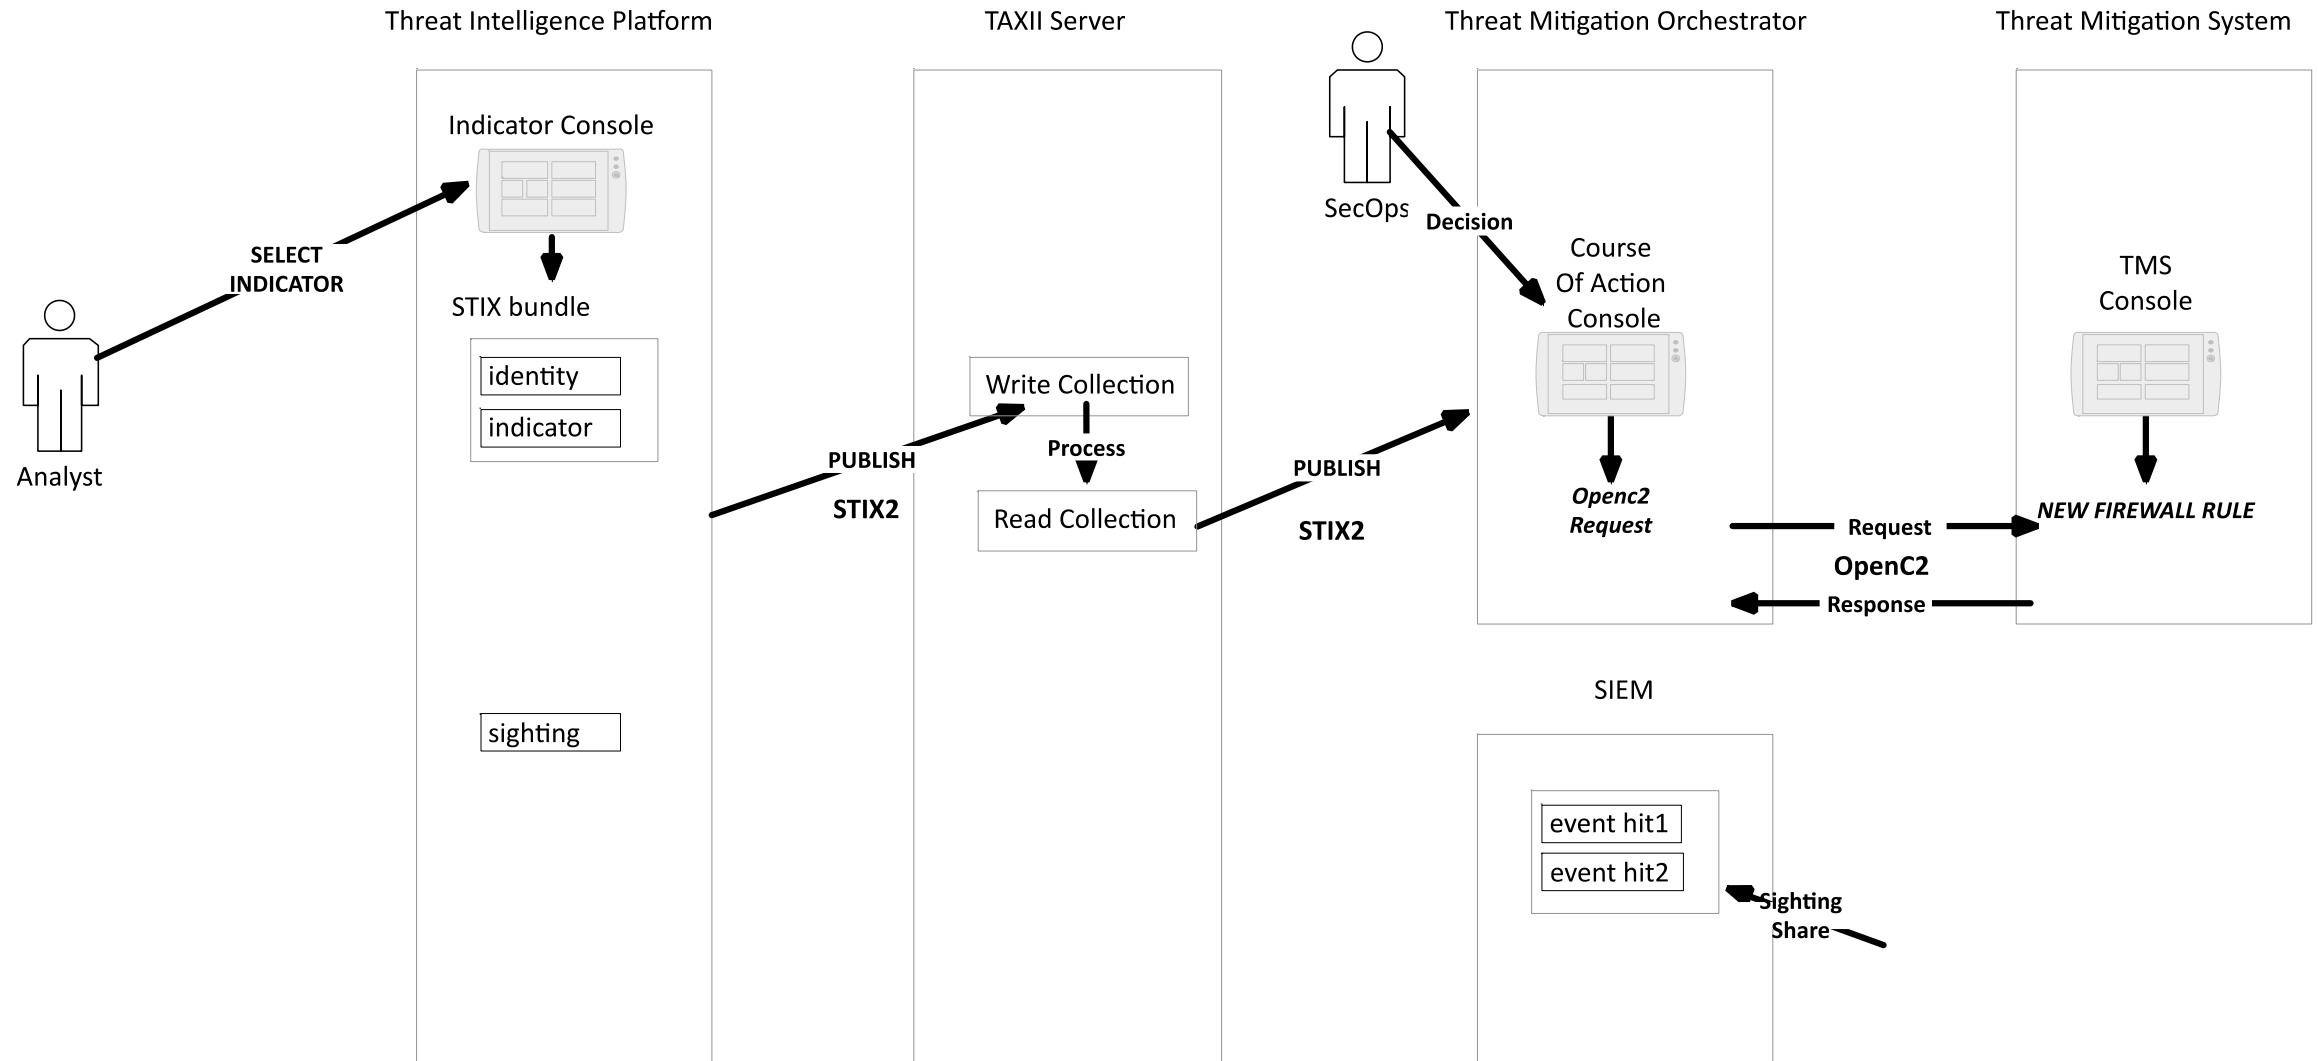 Threat Intelligence Platform
TAXII Server
Threat Mitigation Orchestrator
Threat Mitigation System
Indicator Console
SELECT
INDICATOR
STIX bundle
identity
indicator
Analyst
sighting
PUBLISH
STIX2
Write Collection
Process
Read Collection
PUBLISH
STIX2
SecOps
Decision
Course
Of Action
Console
Openc2
Request
Request
OpenC2
Response
TMS
Console
NEW FIREWALL RULE
SIEM
event hit1
event hit2
Sighting
Share